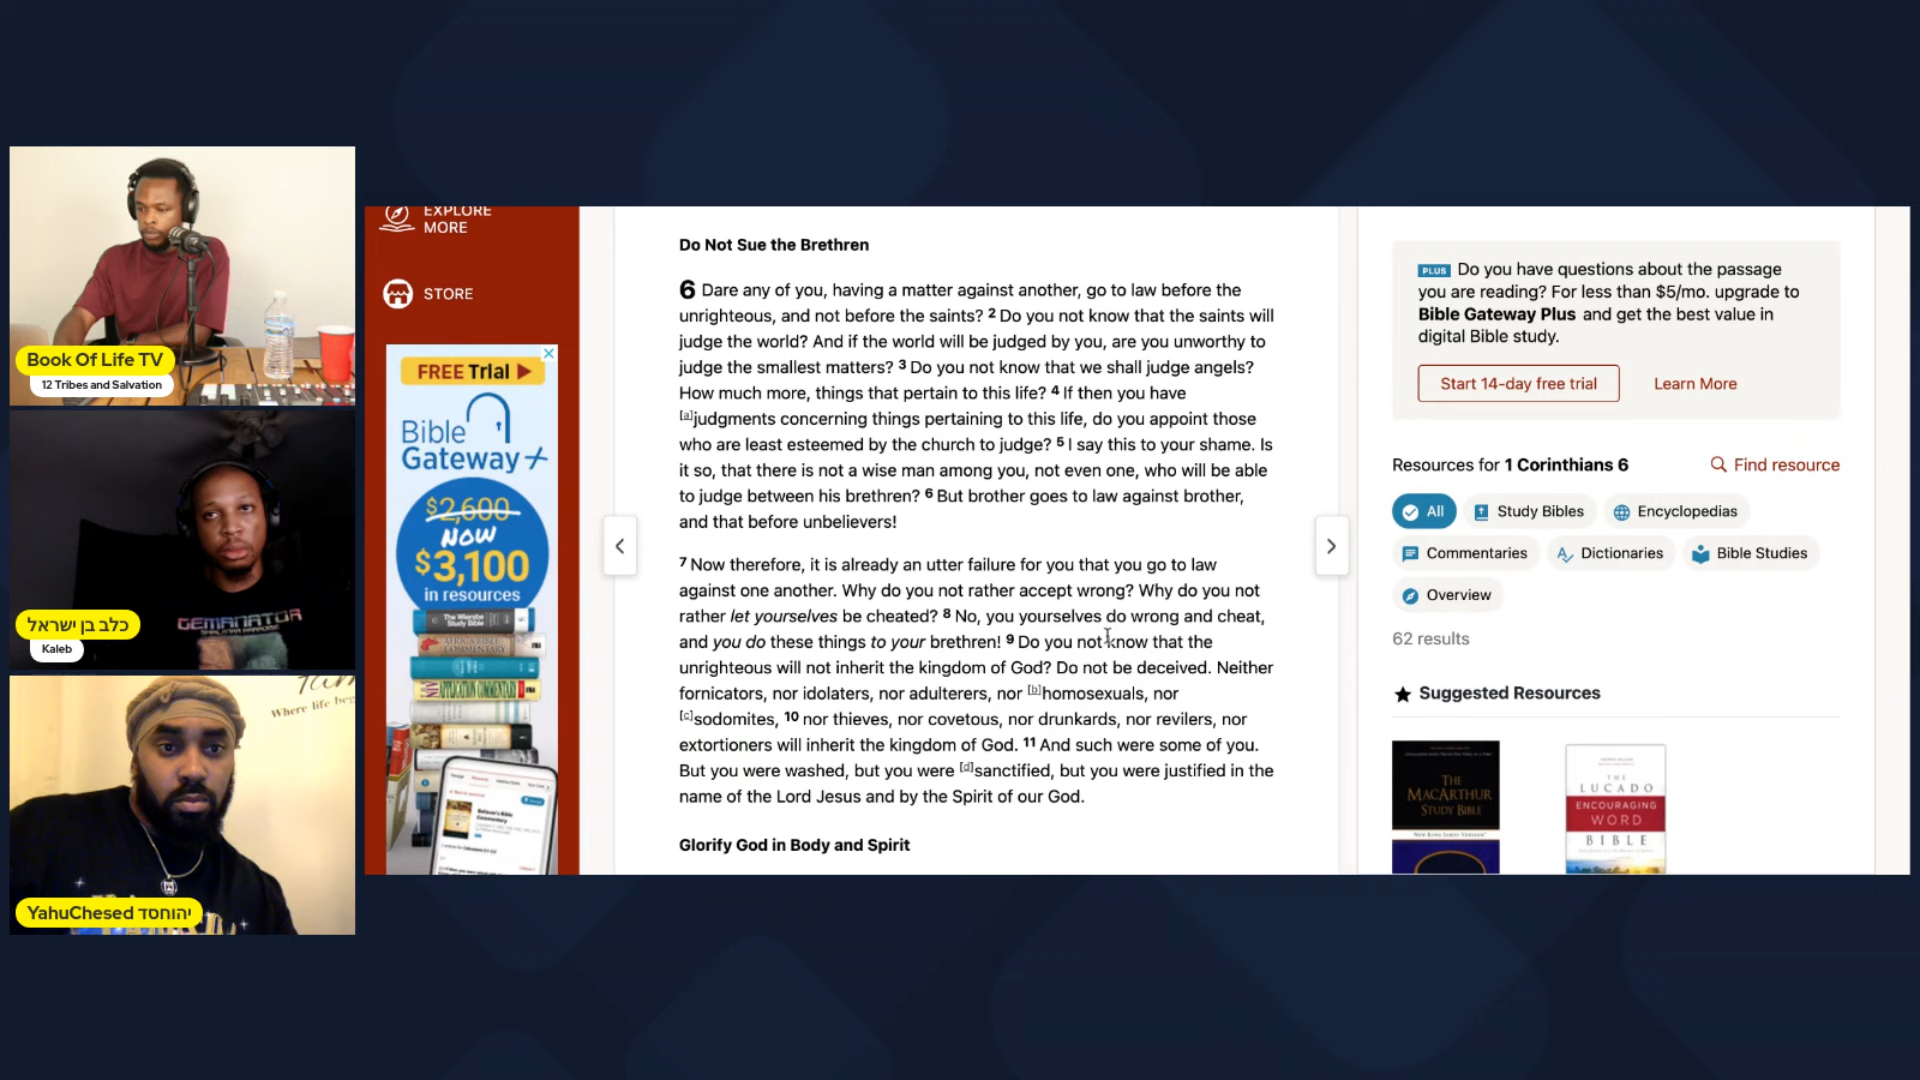 Book Of Life TV
12 Tribes and Salvation
GEMANATOR
כלב בן ישראל
Kaleb
Where life beg
YahuChesed יהוחסד
EXPLORE
MORE
STORE
FREE Trial
Bible
Gateway+
$2,600
NOW
$3,100
in resources
Do Not Sue the Brethren
6 Dare any of you, having a matter against another, go to law before the
unrighteous, and not before the saints? 2 Do you not know that the saints will
judge the world? And if the world will be judged by you, are you unworthy to
judge the smallest matters? 3 Do you not know that we shall judge angels?
How much more, things that pertain to this life? 4 If then you have
[a]judgments concerning things pertaining to this life, do you appoint those
who are least esteemed by the church to judge? 5 I say this to your shame. Is
it so, that there is not a wise man among you, not even one, who will be able
to judge between his brethren? 6 But brother goes to law against brother,
and that before unbelievers!
7 Now therefore, it is already an utter failure for you that you go to law
against one another. Why do you not rather accept wrong? Why do you not
rather let yourselves be cheated? 8 No, you yourselves do wrong and cheat,
and you do these things to your brethren! 9 Do you not know that the
unrighteous will not inherit the kingdom of God? Do not be deceived. Neither
fornicators, nor idolaters, nor adulterers, nor [b]homosexuals, nor
[c]sodomites, 10 nor thieves, nor covetous, nor drunkards, nor revilers, nor
extortioners will inherit the kingdom of God. 11 And such were some of you.
But you were washed, but you were [d]sanctified, but you were justified in the
name of the Lord Jesus and by the Spirit of our God.
Glorify God in Body and Spirit
PLUS Do you have questions about the passage
you are reading? For less than $5/mo. upgrade to
Bible Gateway Plus and get the best value in
digital Bible study.
Start 14-day free trial
Learn More
Resources for 1 Corinthians 6
Find resource
All
Study Bibles
Encyclopedias
Commentaries
Dictionaries
Bible Studies
Overview
62 results
Suggested Resources
THE
MACARTHUR
STUDY BIBLE
NEW KING JAMES VERSION
THE
LUCADO
ENCOURAGING
WORD
BIBLE